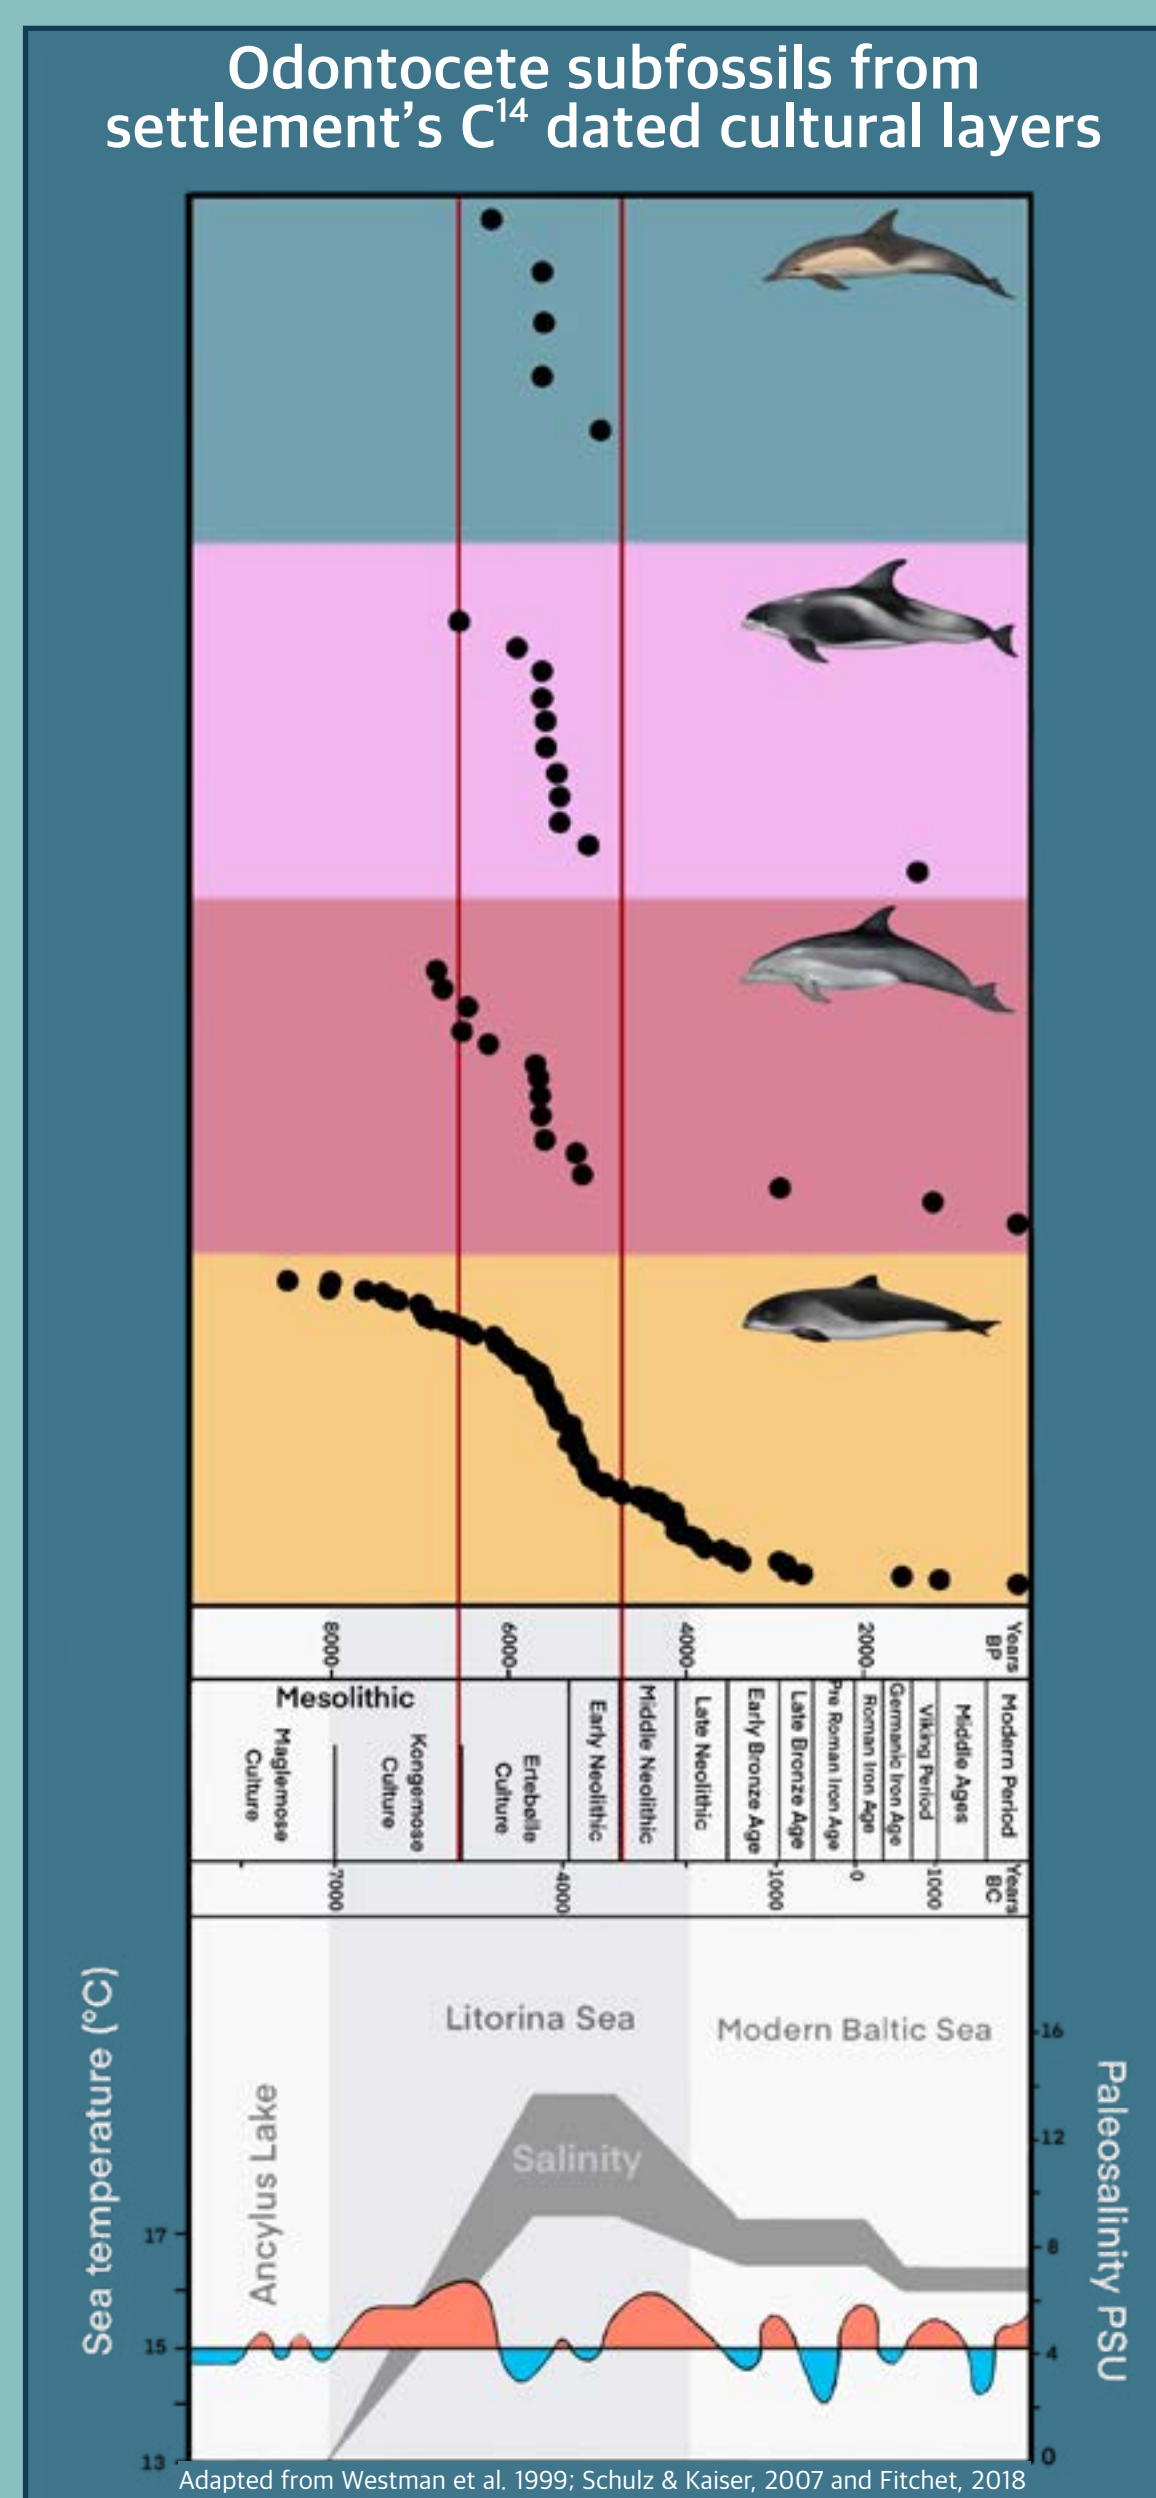 Odontocete subfossils from
settlement's C14 dated cultural layers
8000
6000
4000
2000
Years
BP
Mesolithic
Maglemose
Culture
Kongemose
Culture
Ertebølle
Culture
Early Neolithic
Middle Neolithic
Late Neolithic
Early Bronze Age
Late Bronze Age
Pre Roman Iron Age
Roman Iron Age
Germanic Iron Age
Viking Period
Middle Ages
Modern Period
7000
4000
1000
0
1000
Years
BC
Sea temperature (°C)
17
15
13
Ancylus Lake
Litorina Sea
Modern Baltic Sea
Salinity
16
12
8
4
0
Paleosalinity PSU
Adapted from Westman et al. 1999; Schulz & Kaiser, 2007 and Fitchet, 2018